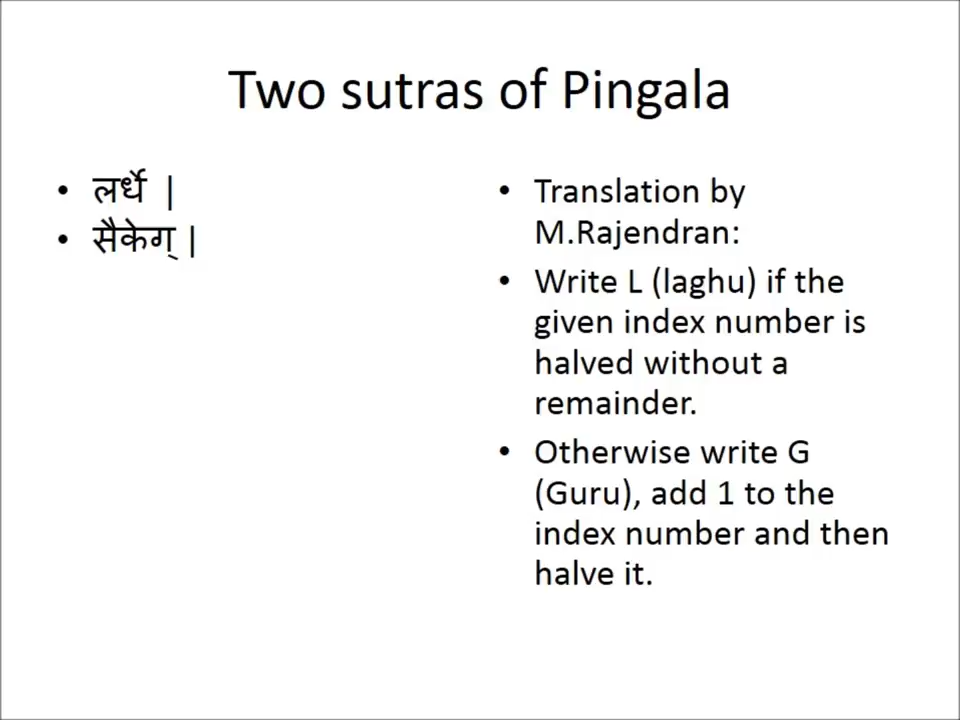 Two sutras of Pingala
• लर्धे |
• सैकेग् |
• Translation by
M.Rajendran:
• Write L (laghu) if the
given index number is
halved without a
remainder.
• Otherwise write G
(Guru), add 1 to the
index number and then
halve it.